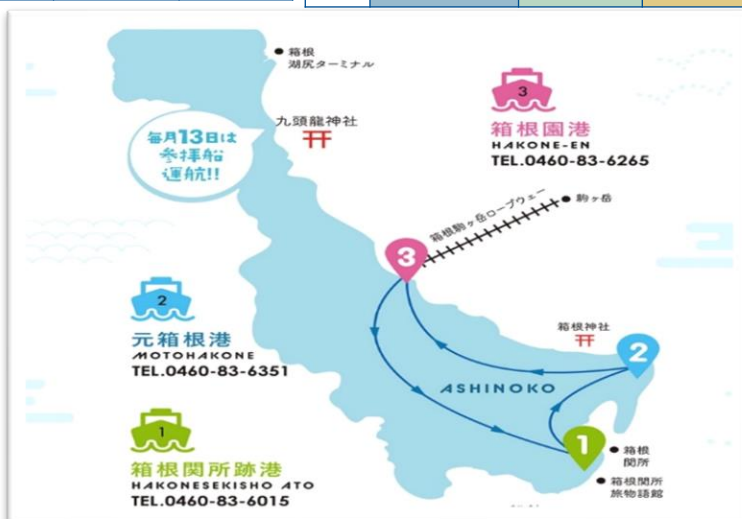 箱根
湖尻ターミナル
九頭龍神社
毎月13日は
参拝船
運航!!
3
箱根園港
HAKONE-EN
TEL.0460-83-6265
箱根駒ヶ岳ロープウェー
駒ヶ岳
3
2
元箱根港
MOTOHAKONE
TEL.0460-83-6351
箱根神社
2
ASHINOKO
1
箱根関所跡港
HAKONESEKISHO ATO
TEL.0460-83-6015
1
箱根
関所
箱根関所
旅物語館